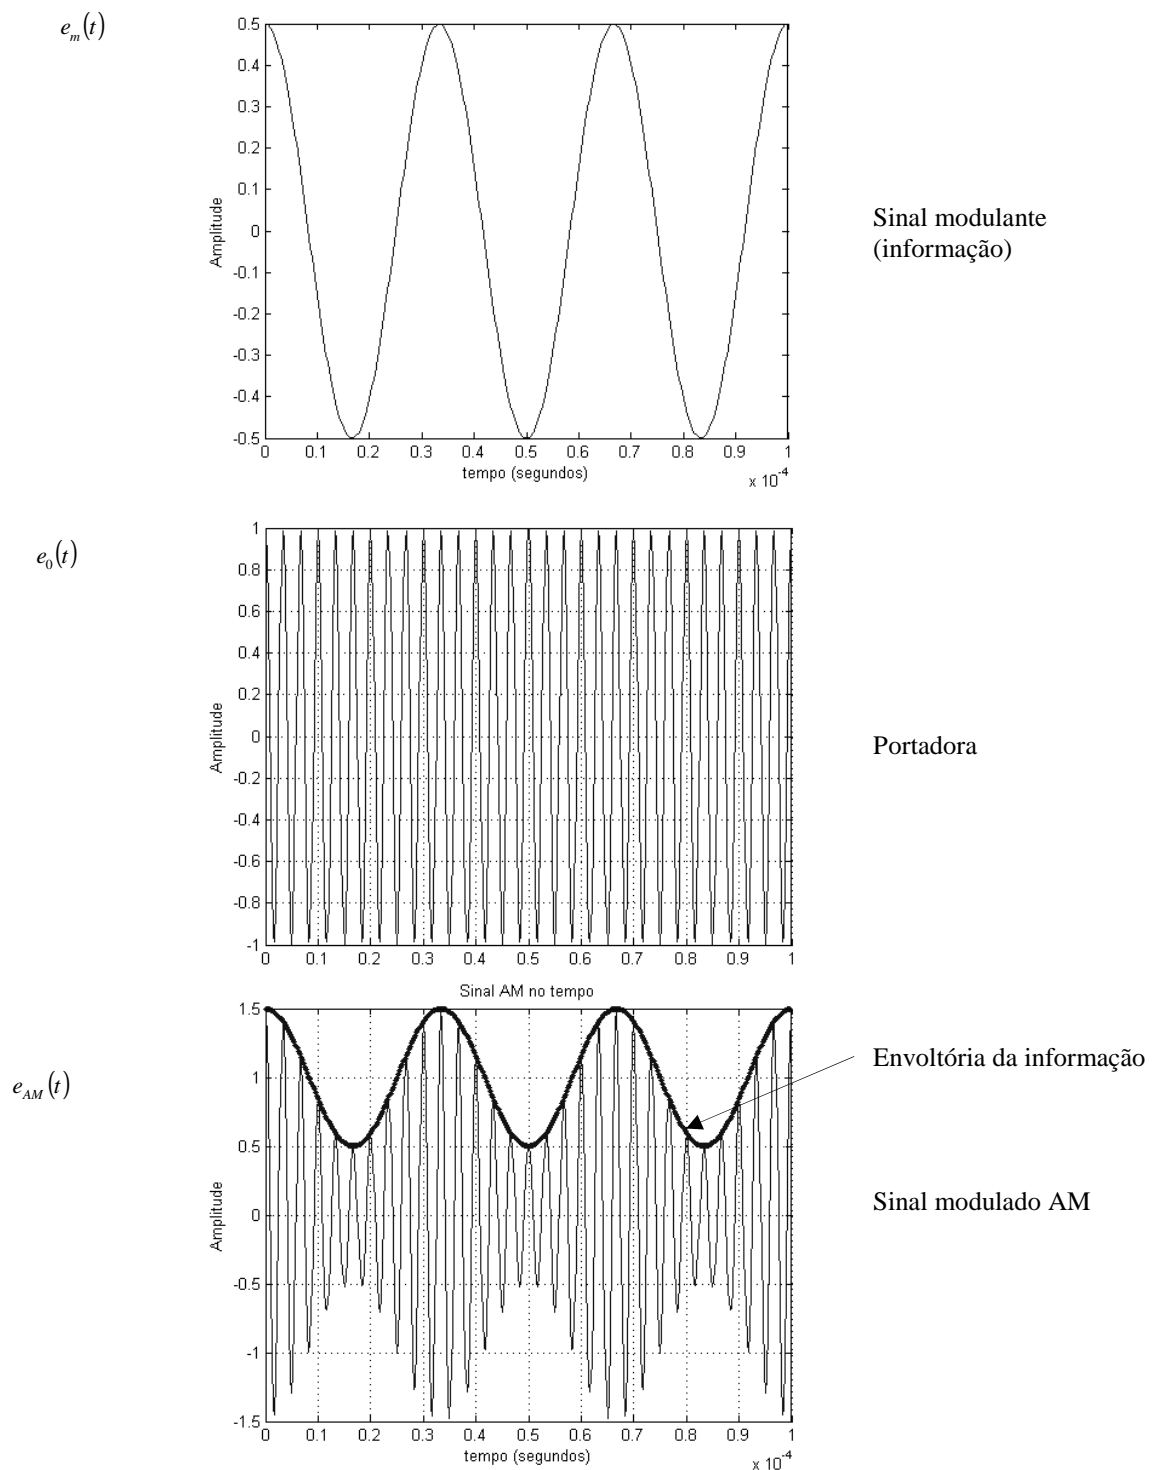 e_m(t)
0.5
0.4
0.3
0.2
0.1
0
-0.1
-0.2
-0.3
-0.4
-0.5
Amplitude
0 0.1 0.2 0.3 0.4 0.5 0.6 0.7 0.8 0.9 1
tempo (segundos)
x 10^-4
Sinal modulante
(informação)
e_0(t)
1
0.8
0.6
0.4
0.2
0
-0.2
-0.4
-0.6
-0.8
-1
Amplitude
0 0.1 0.2 0.3 0.4 0.5 0.6 0.7 0.8 0.9 1
Portadora
Sinal AM no tempo
e_AM(t)
1.5
1
0.5
0
-0.5
-1
-1.5
Amplitude
0 0.1 0.2 0.3 0.4 0.5 0.6 0.7 0.8 0.9 1
tempo (segundos)
x 10^-4
Envoltória da informação
Sinal modulado AM